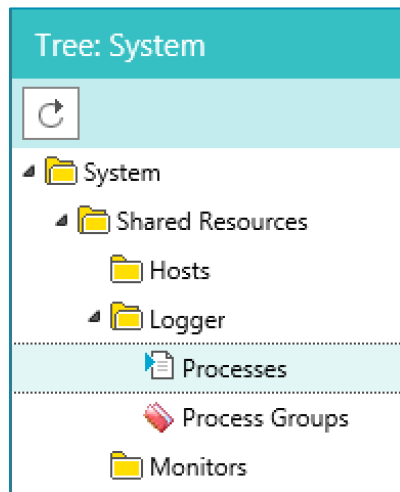 Tree: System
System
Shared Resources
Hosts
Logger
Processes
Process Groups
Monitors